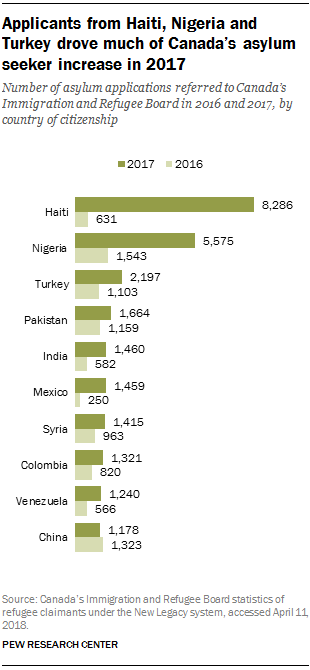 Applicants from Haiti, Nigeria and
Turkey drove much of Canada's asylum
seeker increase in 2017
Number of asylum applications referred to Canada's
Immigration and Refugee Board in 2016 and 2017, by
country of citizenship
2017 2016
Haiti 8,286
631
Nigeria 5,575
1,543
Turkey 2,197
1,103
Pakistan 1,664
1,159
India 1,460
582
Mexico 1,459
250
Syria 1,415
963
Colombia 1,321
820
Venezuela 1,240
566
China 1,178
1,323
Source: Canada's Immigration and Refugee Board statistics of
refugee claimants under the New Legacy system, accessed April 11,
2018.
PEW RESEARCH CENTER